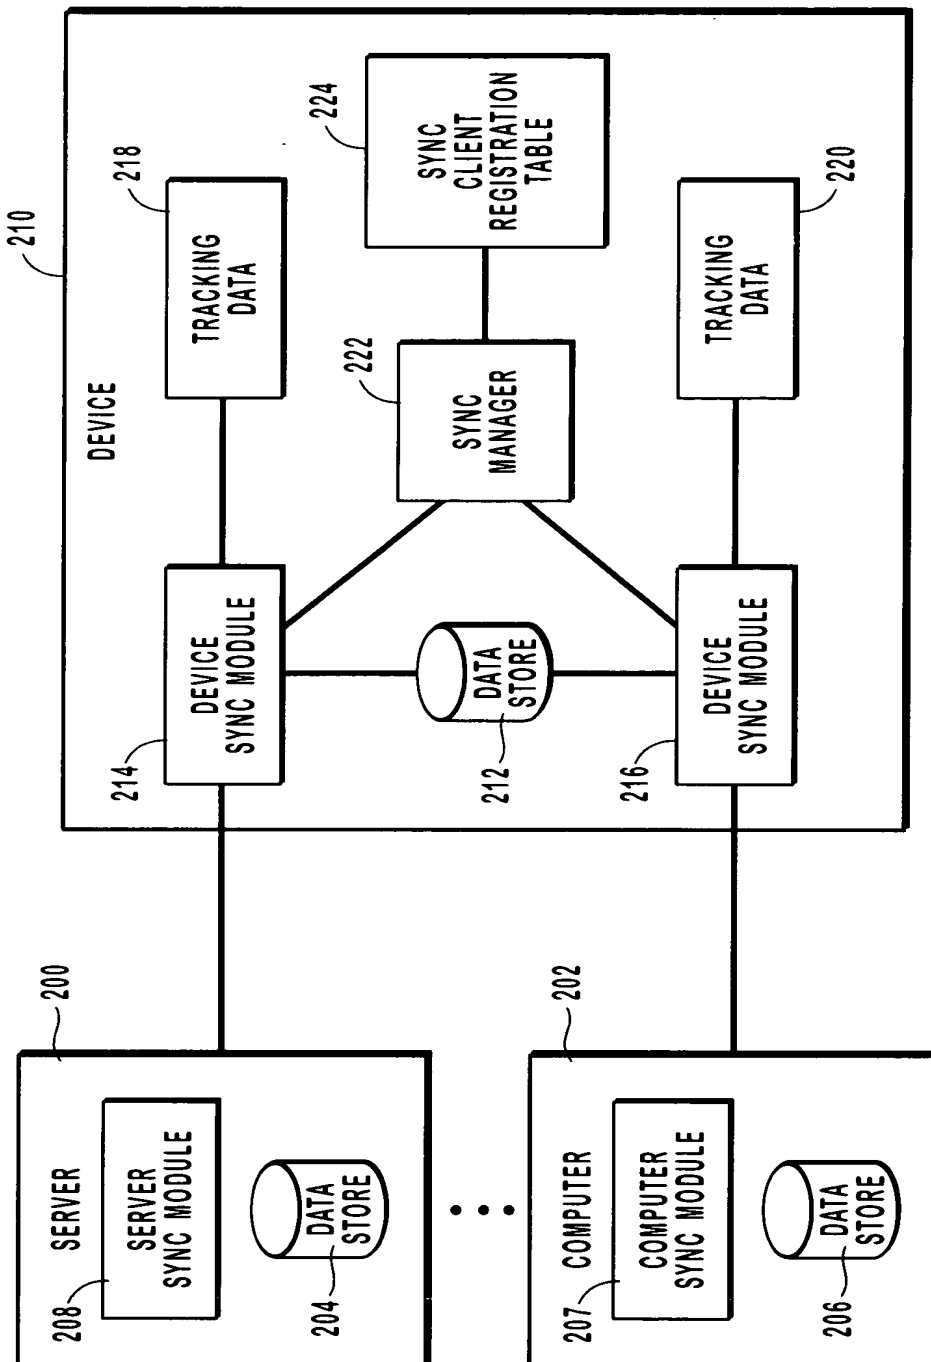 210
DEVICE
218
TRACKING
DATA
224
SYNC
CLIENT
REGISTRATION
TABLE
222
SYNC
MANAGER
220
TRACKING
DATA
214
DEVICE
SYNC MODULE
212
DATA
STORE
216
DEVICE
SYNC MODULE
200
SERVER
208
SERVER
SYNC MODULE
204
DATA
STORE
202
COMPUTER
207
COMPUTER
SYNC MODULE
206
DATA
STORE